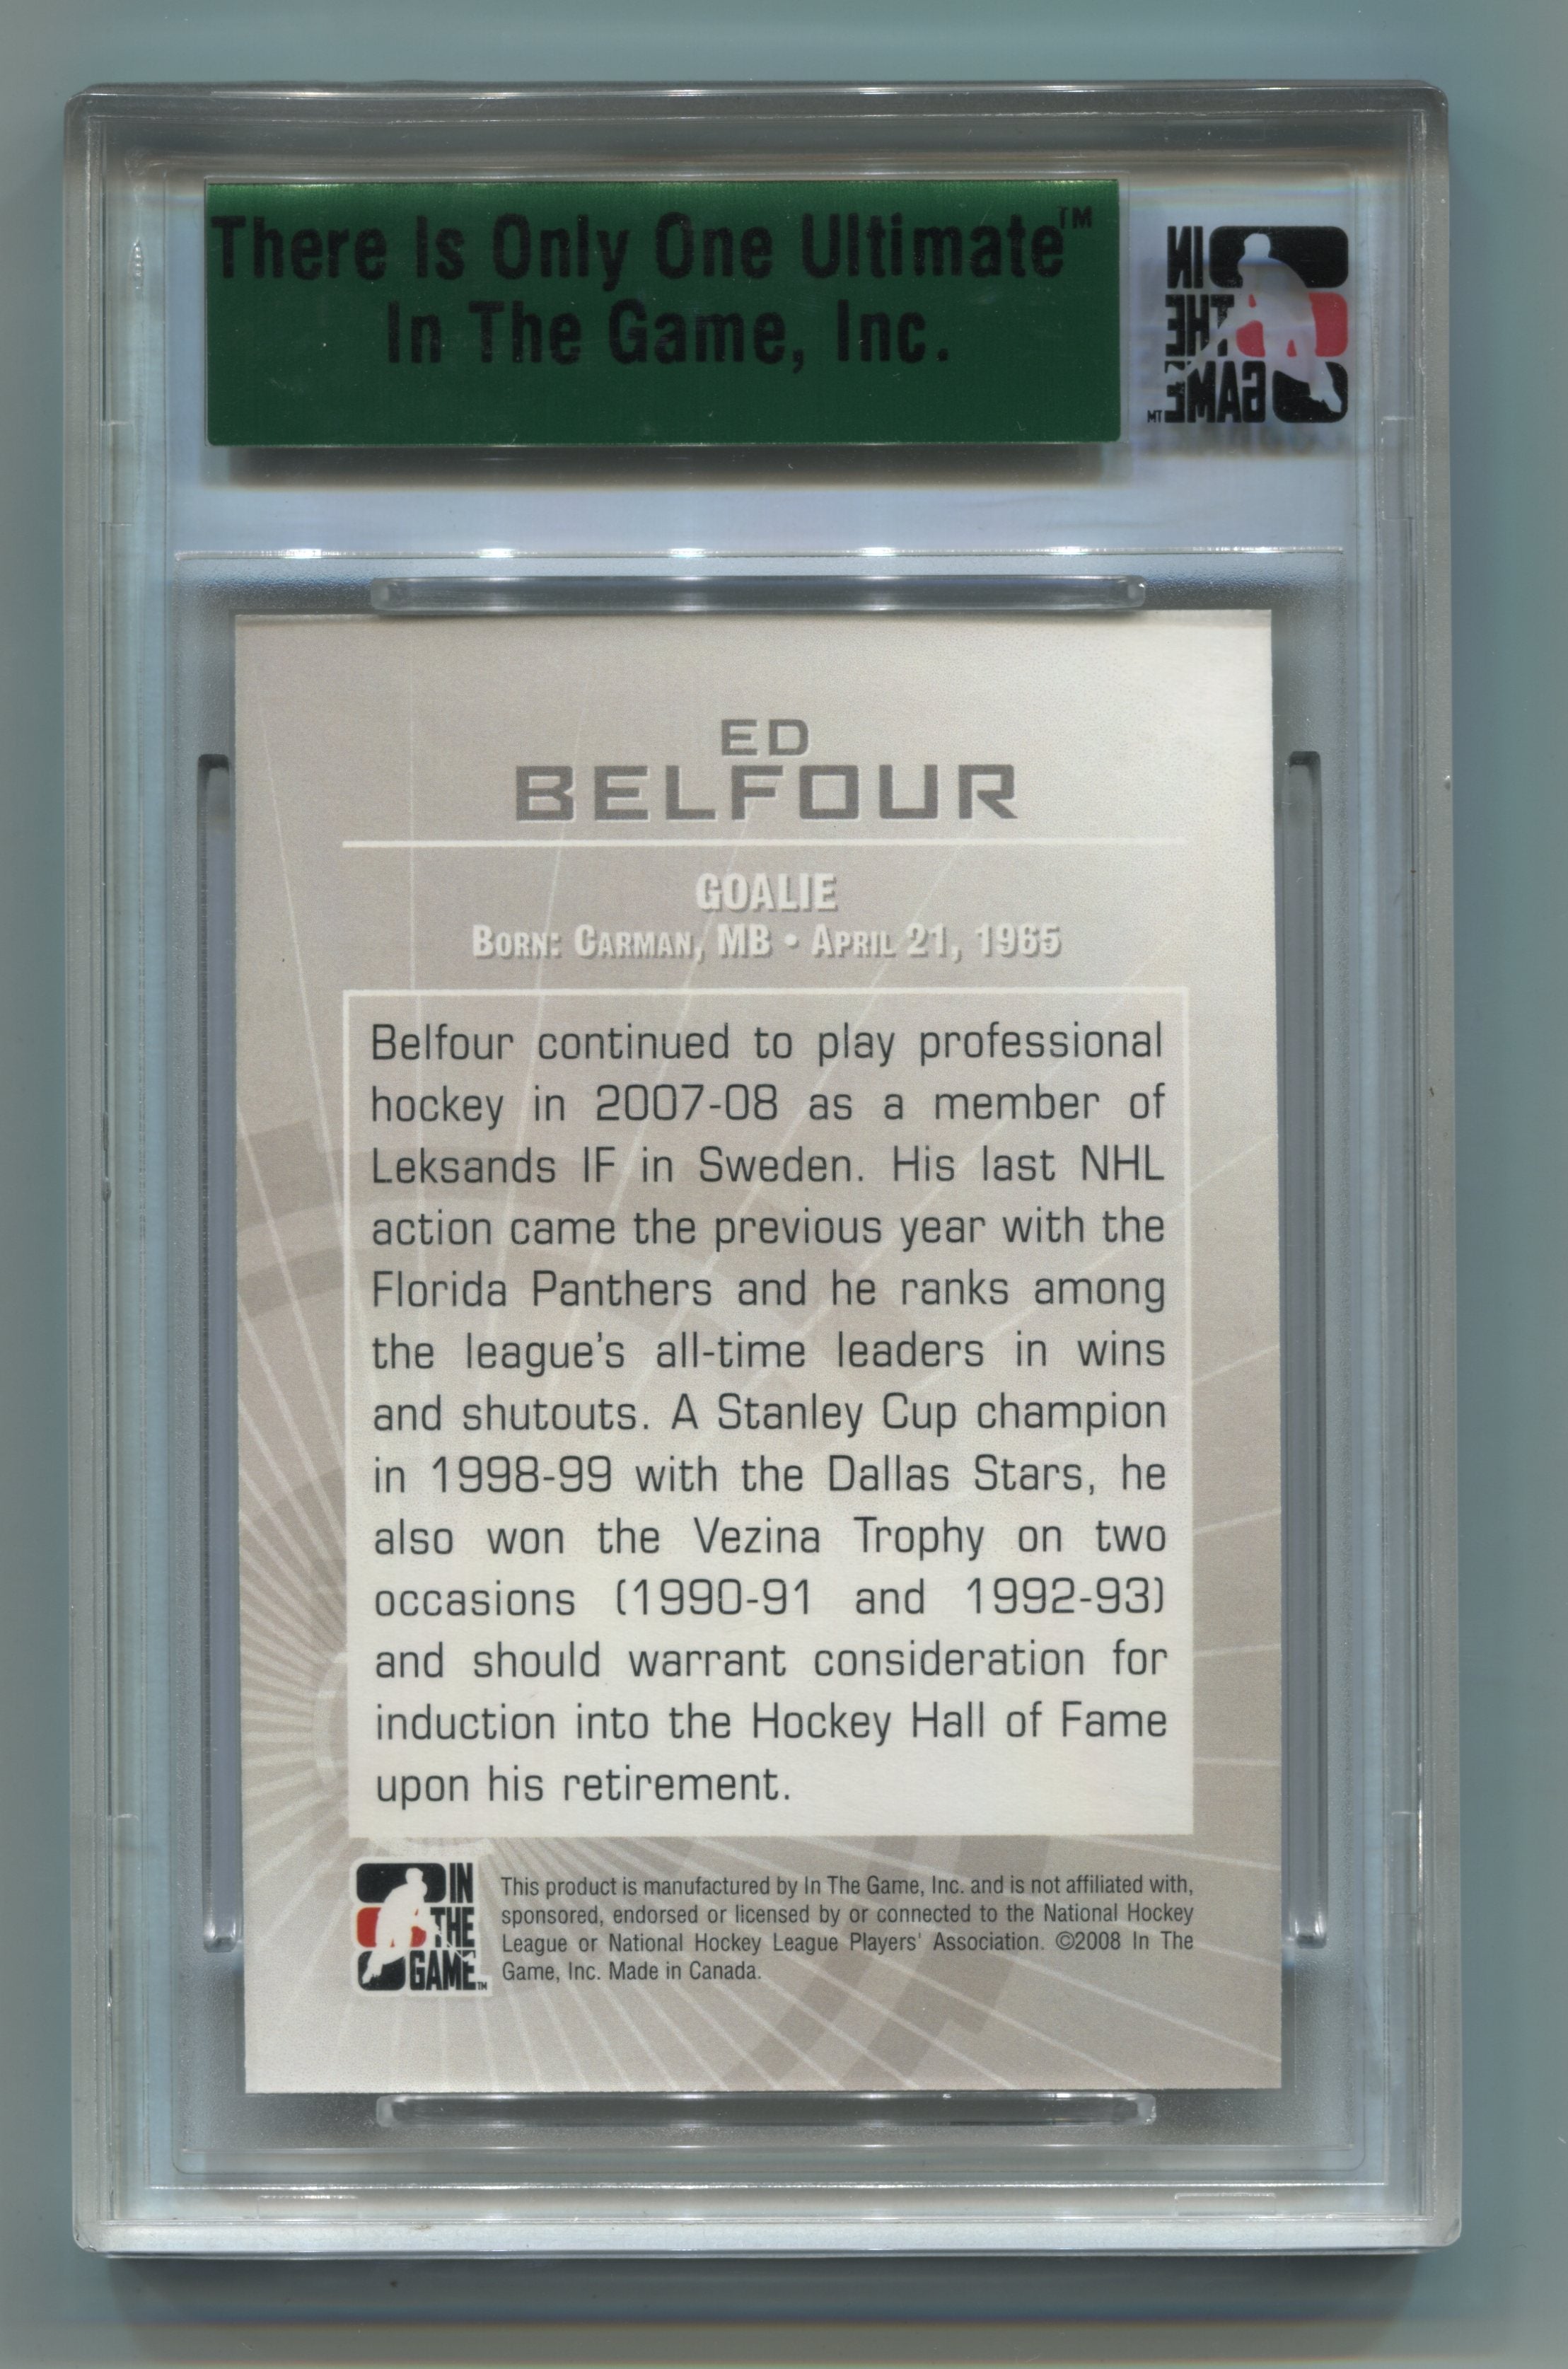 There Is Only One Ultimate™
In The Game, Inc.
IN
THE
GAME™
ED
BELFOUR
GOALIE
BORN: CARMAN, MB • APRIL 21, 1965
Belfour continued to play professional
hockey in 2007-08 as a member of
Leksands IF in Sweden. His last NHL
action came the previous year with the
Florida Panthers and he ranks among
the league's all-time leaders in wins
and shutouts. A Stanley Cup champion
in 1998-99 with the Dallas Stars, he
also won the Vezina Trophy on two
occasions (1990-91 and 1992-93)
and should warrant consideration for
induction into the Hockey Hall of Fame
upon his retirement.
IN
THE
GAME™
This product is manufactured by In The Game, Inc. and is not affiliated with,
sponsored, endorsed or licensed by or connected to the National Hockey
League or National Hockey League Players' Association. ©2008 In The
Game, Inc. Made in Canada.